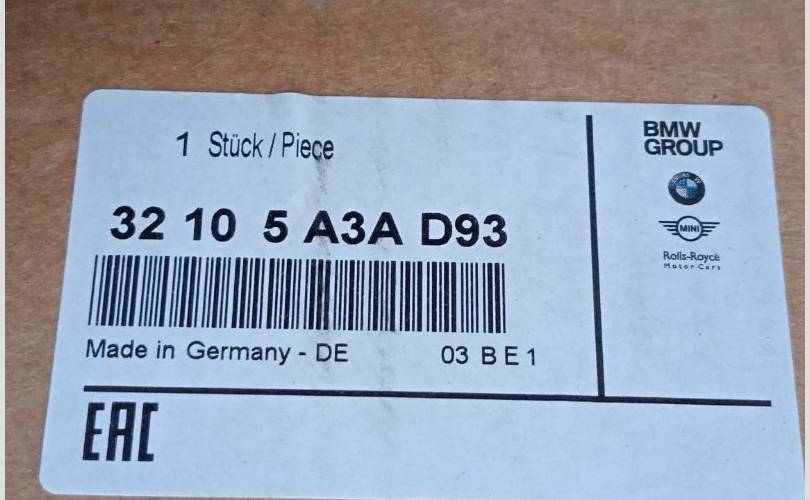 1 Stück / Piece
32 10 5 A3A D93
Made in Germany - DE 03 B E 1
EAC
BMW
GROUP
MINI
Rolls-Royce
Motor Cars